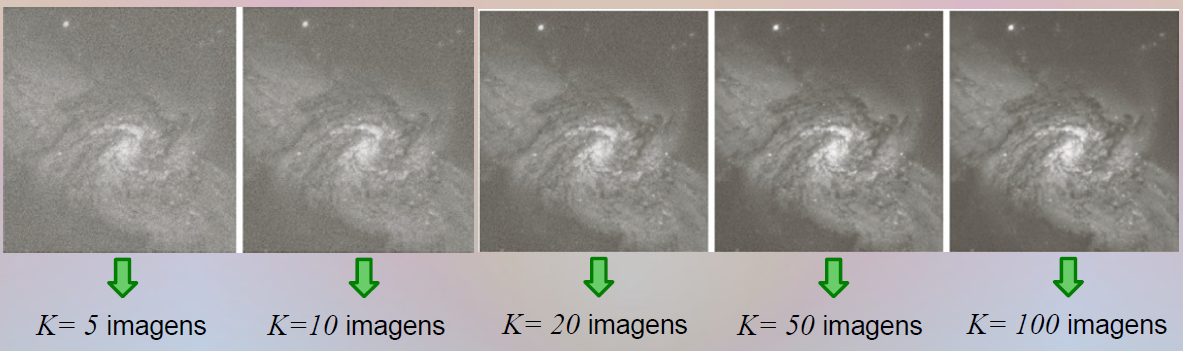 K= 5 imagens
K=10 imagens
K= 20 imagens
K= 50 imagens
K= 100 imagens